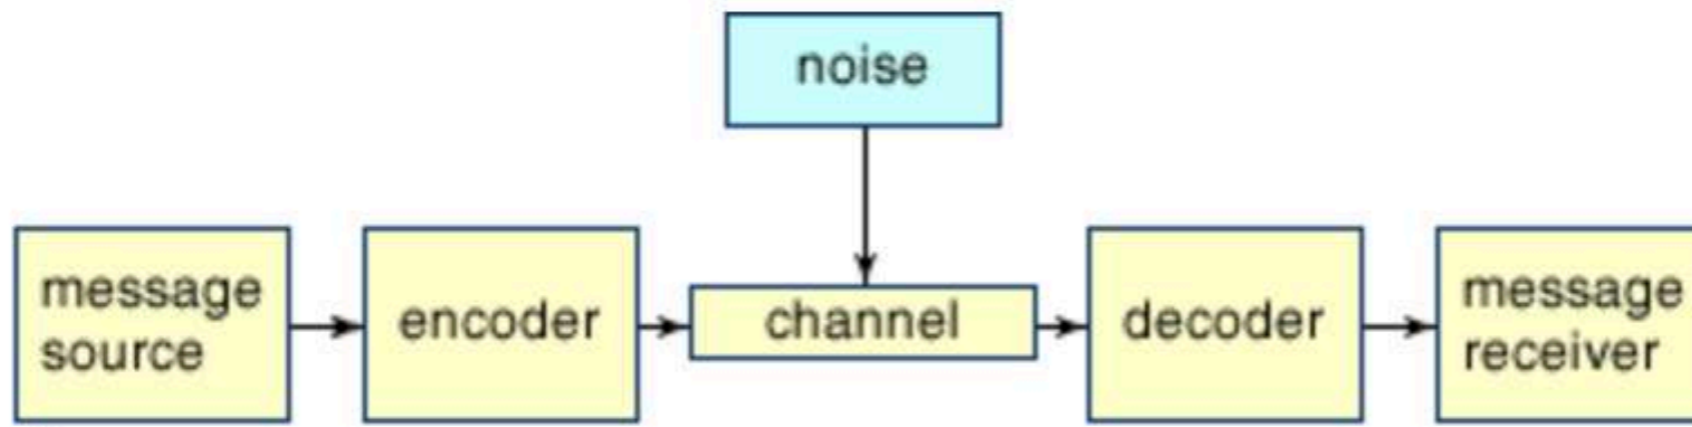 noise
message
source
encoder
channel
decoder
message
receiver